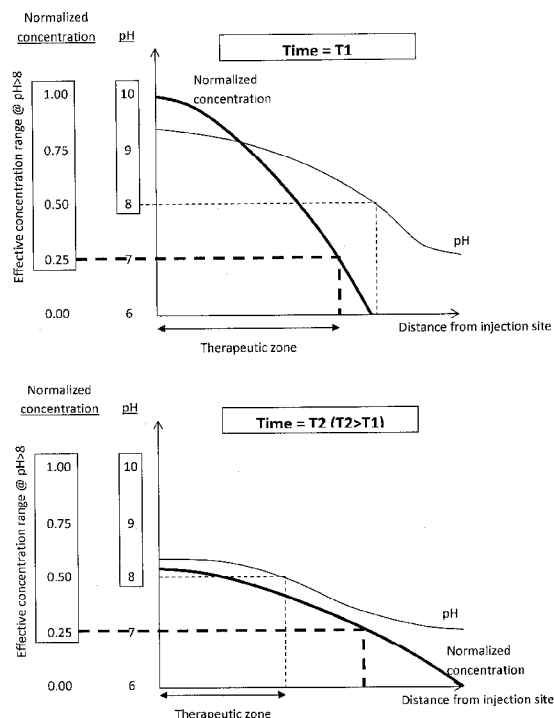 Normalized
concentration
pH
Time = T1
Normalized
concentration
Effective concentration range @ pH>8
1.00
10
0.75
9
0.50
8
0.25
7
0.00
6
pH
Distance from injection site
Therapeutic zone
Normalized
concentration
pH
Time = T2 (T2>T1)
Effective concentration range @ pH>8
1.00
10
0.75
9
0.50
8
0.25
7
0.00
6
pH
Normalized
concentration
Distance from injection site
Therapeutic zone